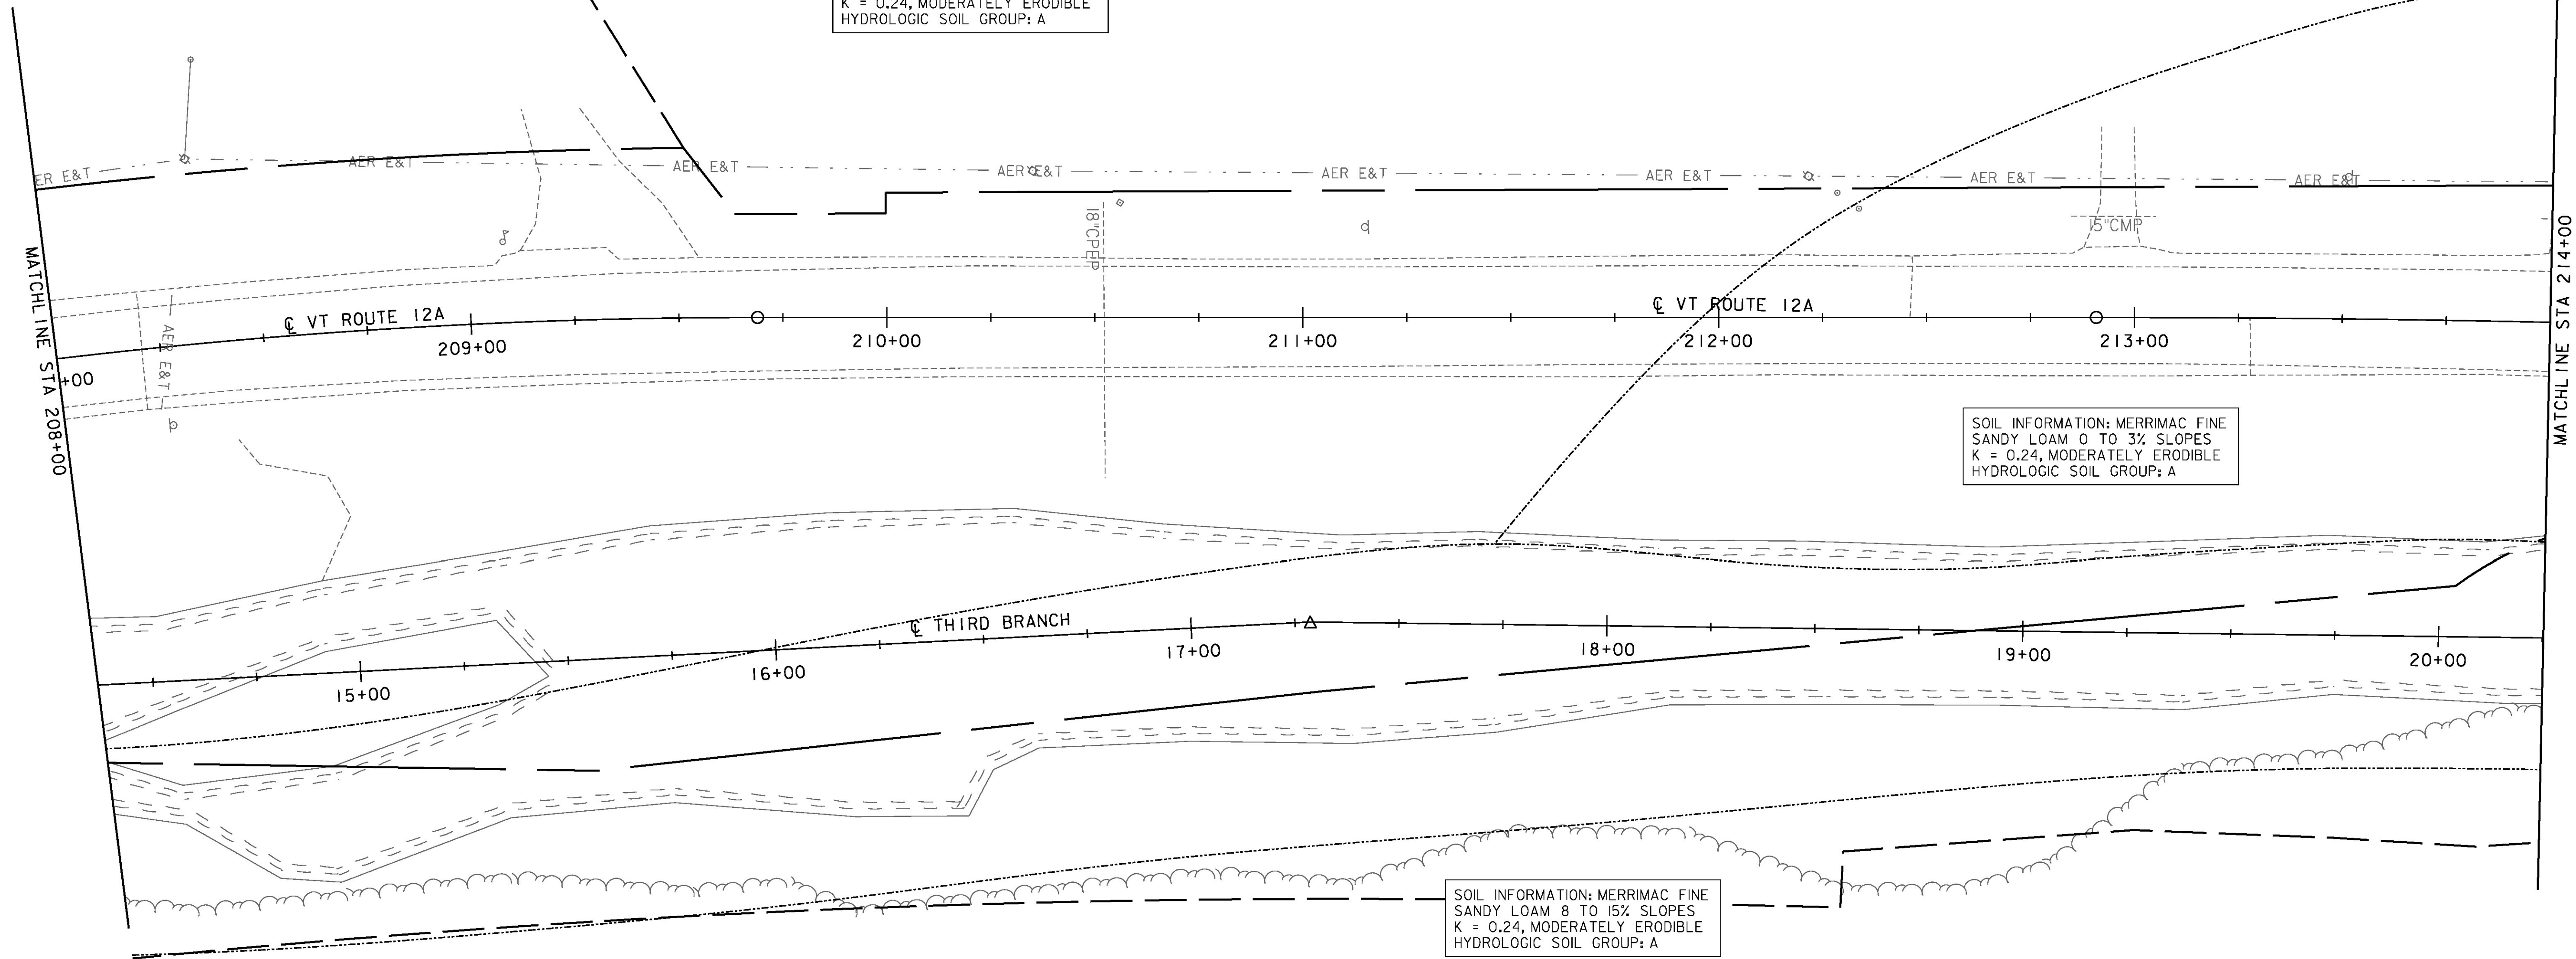 K = 0.24, MODERATELY ERODIBLE
HYDROLOGIC SOIL GROUP: A
ER E&T
AER E&T
AER E&T
AER E&T
AER E&T
AER E&T
AER E&T
AER E&T
18"CPEP
15"CMP
MATCHLINE STA 208+00
MATCHLINE STA 214+00
℄ VT ROUTE 12A
℄ VT ROUTE 12A
AER E&T
+00
209+00
210+00
211+00
212+00
213+00
SOIL INFORMATION: MERRIMAC FINE
SANDY LOAM 0 TO 3% SLOPES
K = 0.24, MODERATELY ERODIBLE
HYDROLOGIC SOIL GROUP: A
℄ THIRD BRANCH
15+00
16+00
17+00
18+00
19+00
20+00
SOIL INFORMATION: MERRIMAC FINE
SANDY LOAM 8 TO 15% SLOPES
K = 0.24, MODERATELY ERODIBLE
HYDROLOGIC SOIL GROUP: A